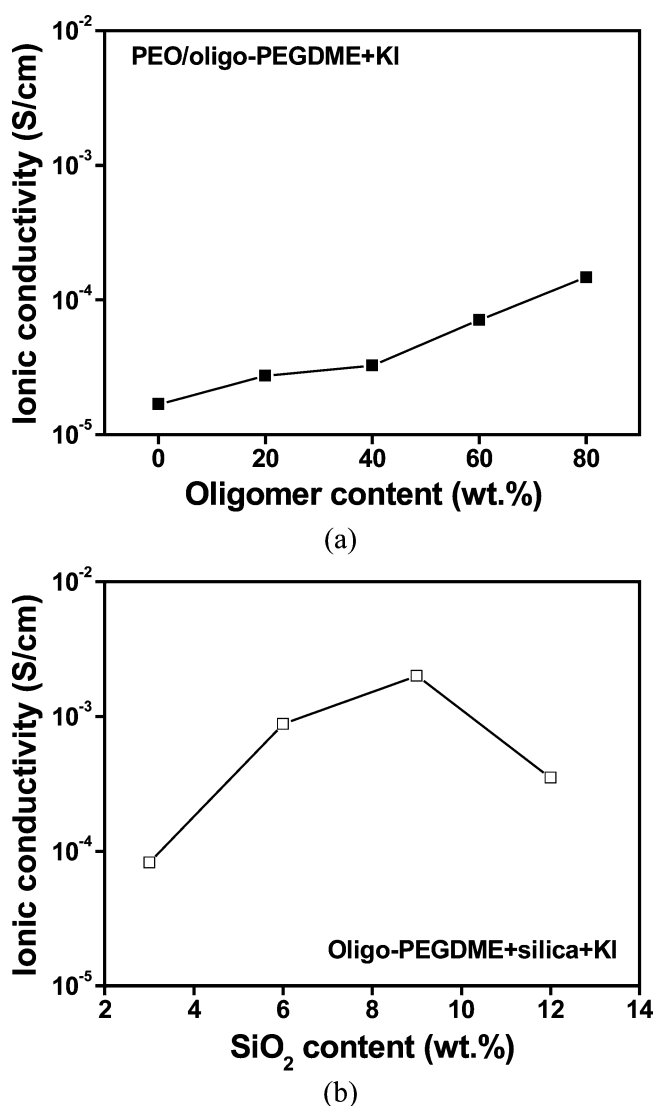 10⁻²
PEO/oligo-PEGDME+KI
10⁻³
10⁻⁴
10⁻⁵
Ionic conductivity (S/cm)
0 20 40 60 80
Oligomer content (wt.%)
(a)
10⁻²
10⁻³
10⁻⁴
10⁻⁵
Ionic conductivity (S/cm)
Oligo-PEGDME+silica+KI
2 4 6 8 10 12 14
SiO₂ content (wt.%)
(b)